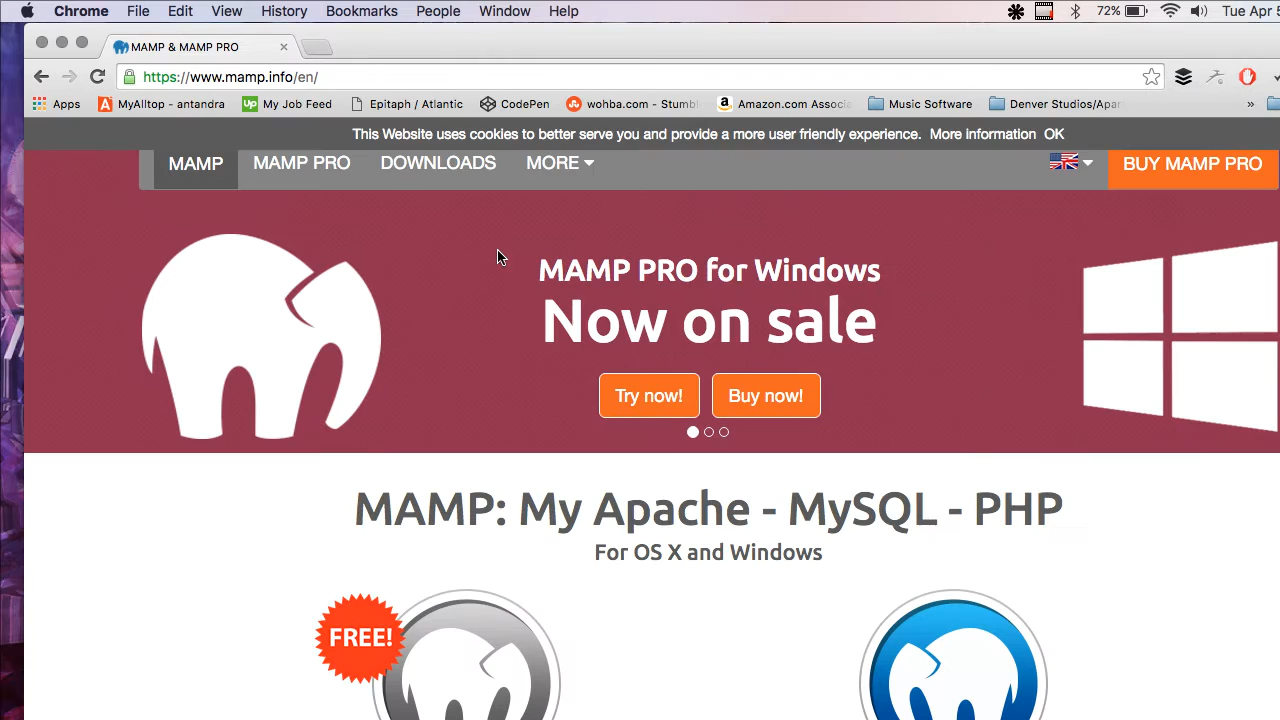 Chrome File Edit View History Bookmarks People Window Help 72% Tue Apr 5
MAMP & MAMP PRO
https://www.mamp.info/en/
Apps MyAlltop - antandra My Job Feed Epitaph / Atlantic CodePen wohba.com - Stumb Amazon.com Associ Music Software Denver Studios/Apar »
This Website uses cookies to better serve you and provide a more user friendly experience. More information OK
MAMP MAMP PRO DOWNLOADS MORE BUY MAMP PRO
MAMP PRO for Windows
Now on sale
Try now! Buy now!
MAMP: My Apache - MySQL - PHP
For OS X and Windows
FREE!